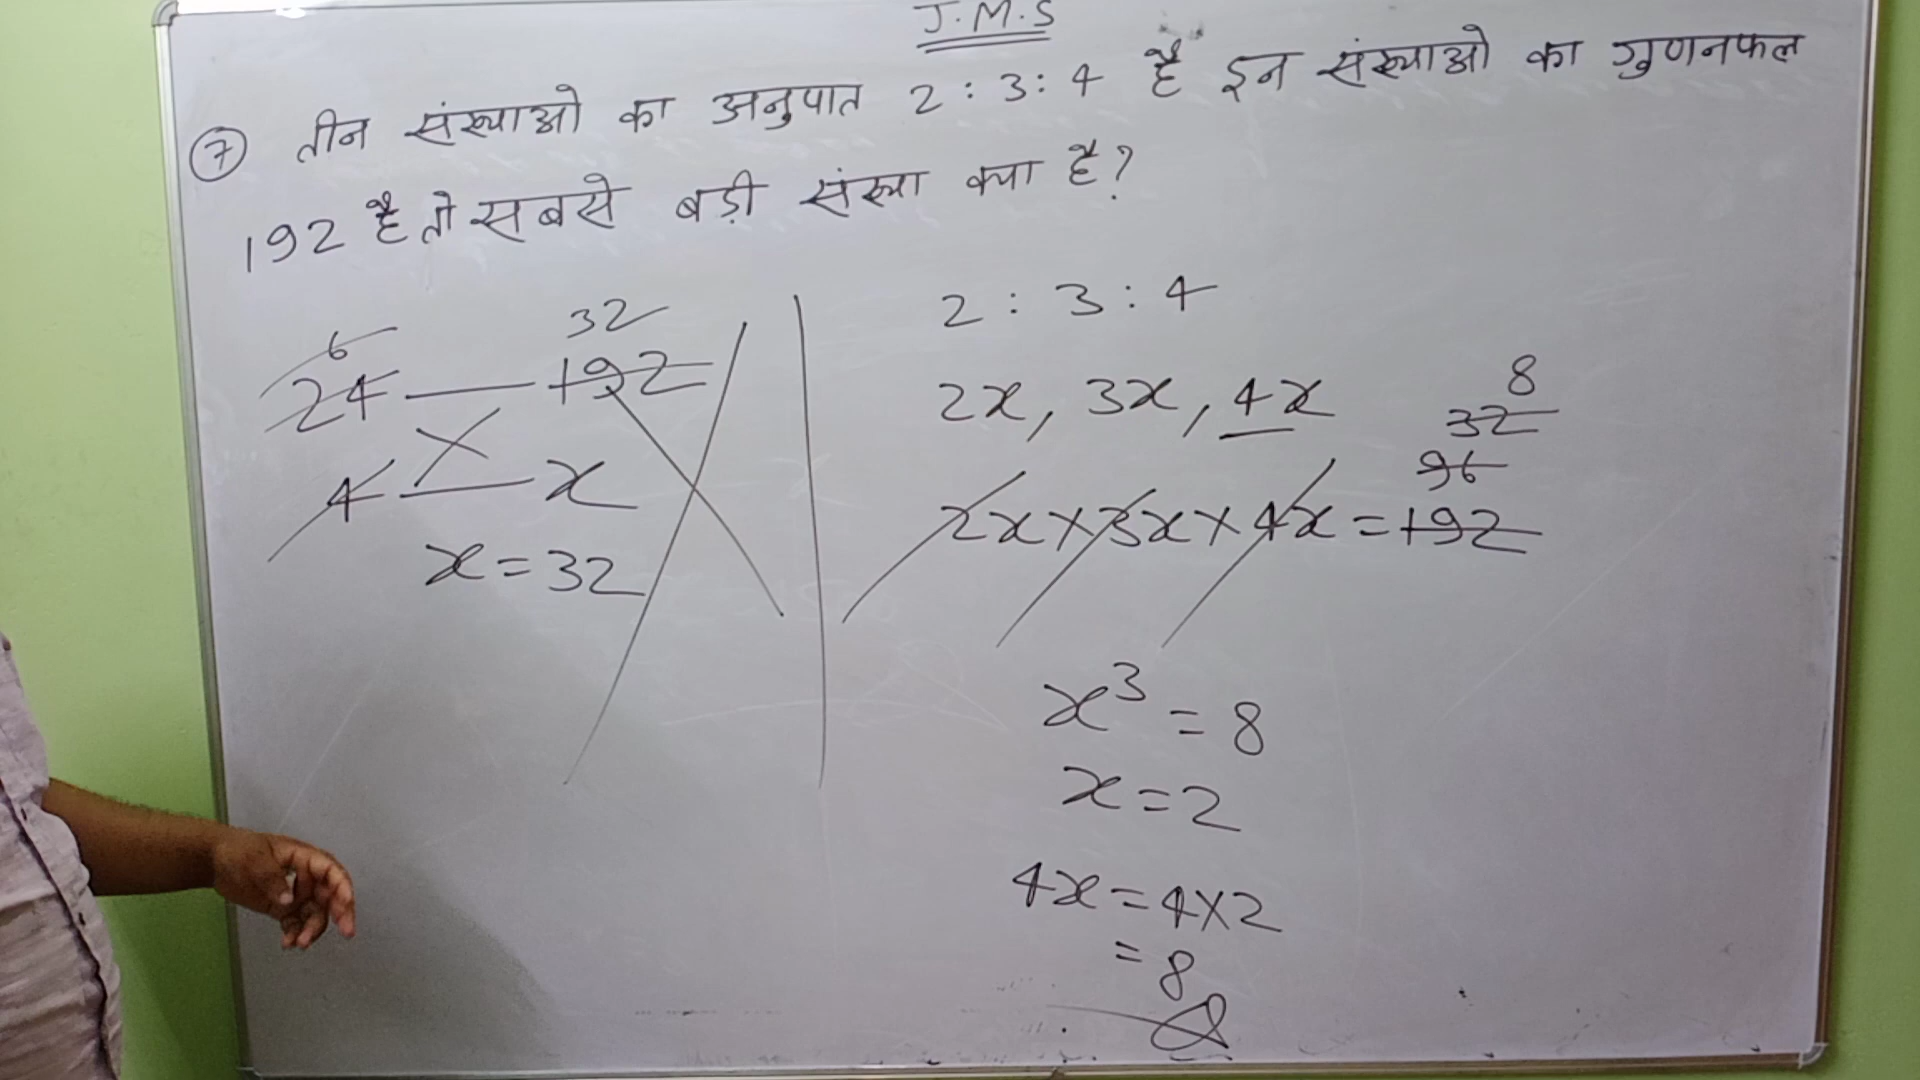 J.M.S
⑦ तीन संख्याओ का अनुपात 2 : 3 : 4 है इन संख्याओ का गुणनफल
192 है तो सबसे बड़ी संख्या क्या है?
6 32
24 — 192
4 — x
x = 32
2 : 3 : 4
2x, 3x, 4x
8
32
96
2x × 3x × 4x = 192
x³ = 8
x = 2
4x = 4×2
= 8